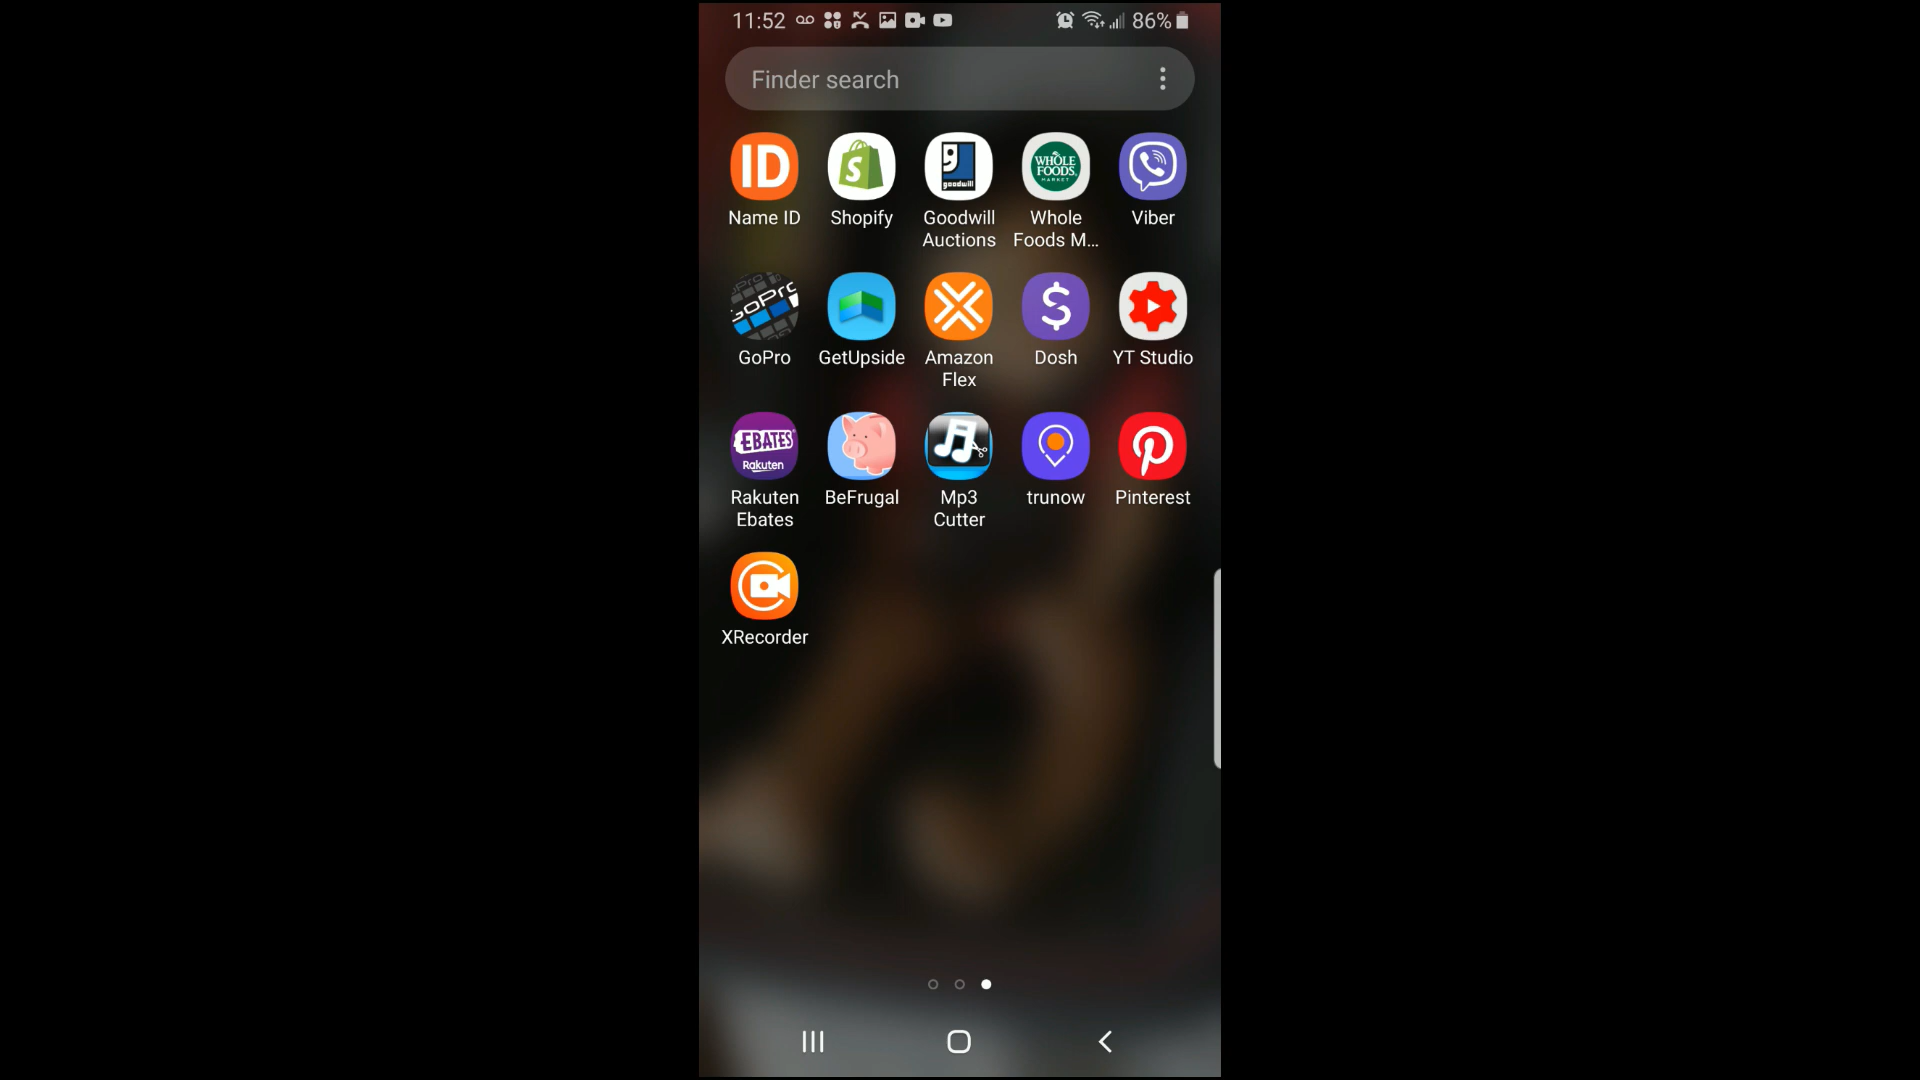 11:52 86%
Finder search
ID
S
goodwill
WHOLE
FOODS
MARKET
Name ID Shopify Goodwill Whole Viber
Auctions Foods M...
GoPro
GoPro GetUpside Amazon Dosh YT Studio
Flex
EBATES
Rakuten
Rakuten BeFrugal Mp3 trunow Pinterest
Ebates Cutter
XRecorder